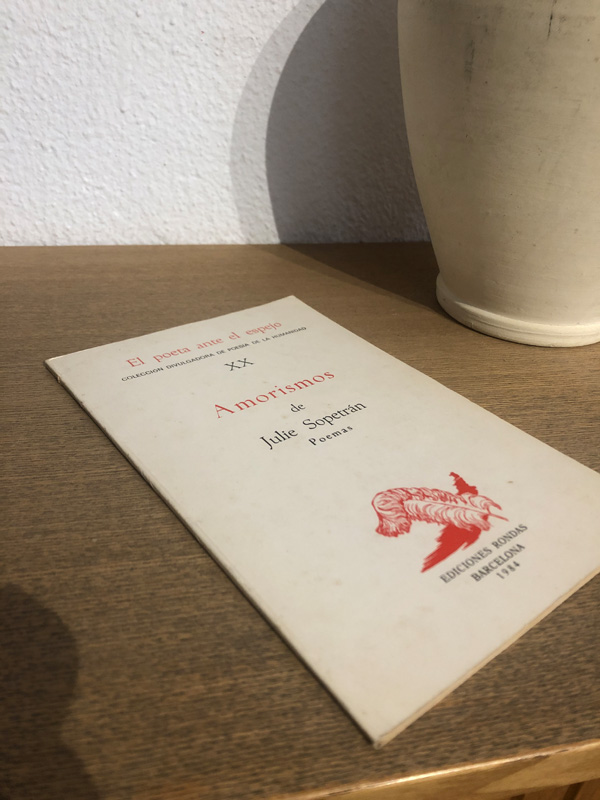 El poeta ante el espejo
COLECCION DIVULGADORA DE POESIA DE LA HUMANIDAD
XX
Amorismos
de
Julie Sopetrán
Poemas
EDICIONES RONDAS
BARCELONA
1984